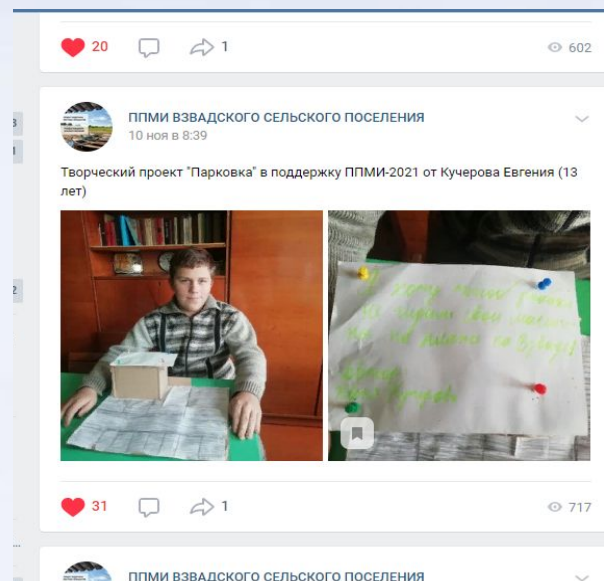 20 1 602
ППМИ ВЗВАДСКОГО СЕЛЬСКОГО ПОСЕЛЕНИЯ
10 ноя в 8:39
Творческий проект "Парковка" в поддержку ППМИ-2021 от Кучерова Евгения (13
лет)
Я хочу
31 1 717
ППМИ ВЗВАДСКОГО СЕЛЬСКОГО ПОСЕЛЕНИЯ